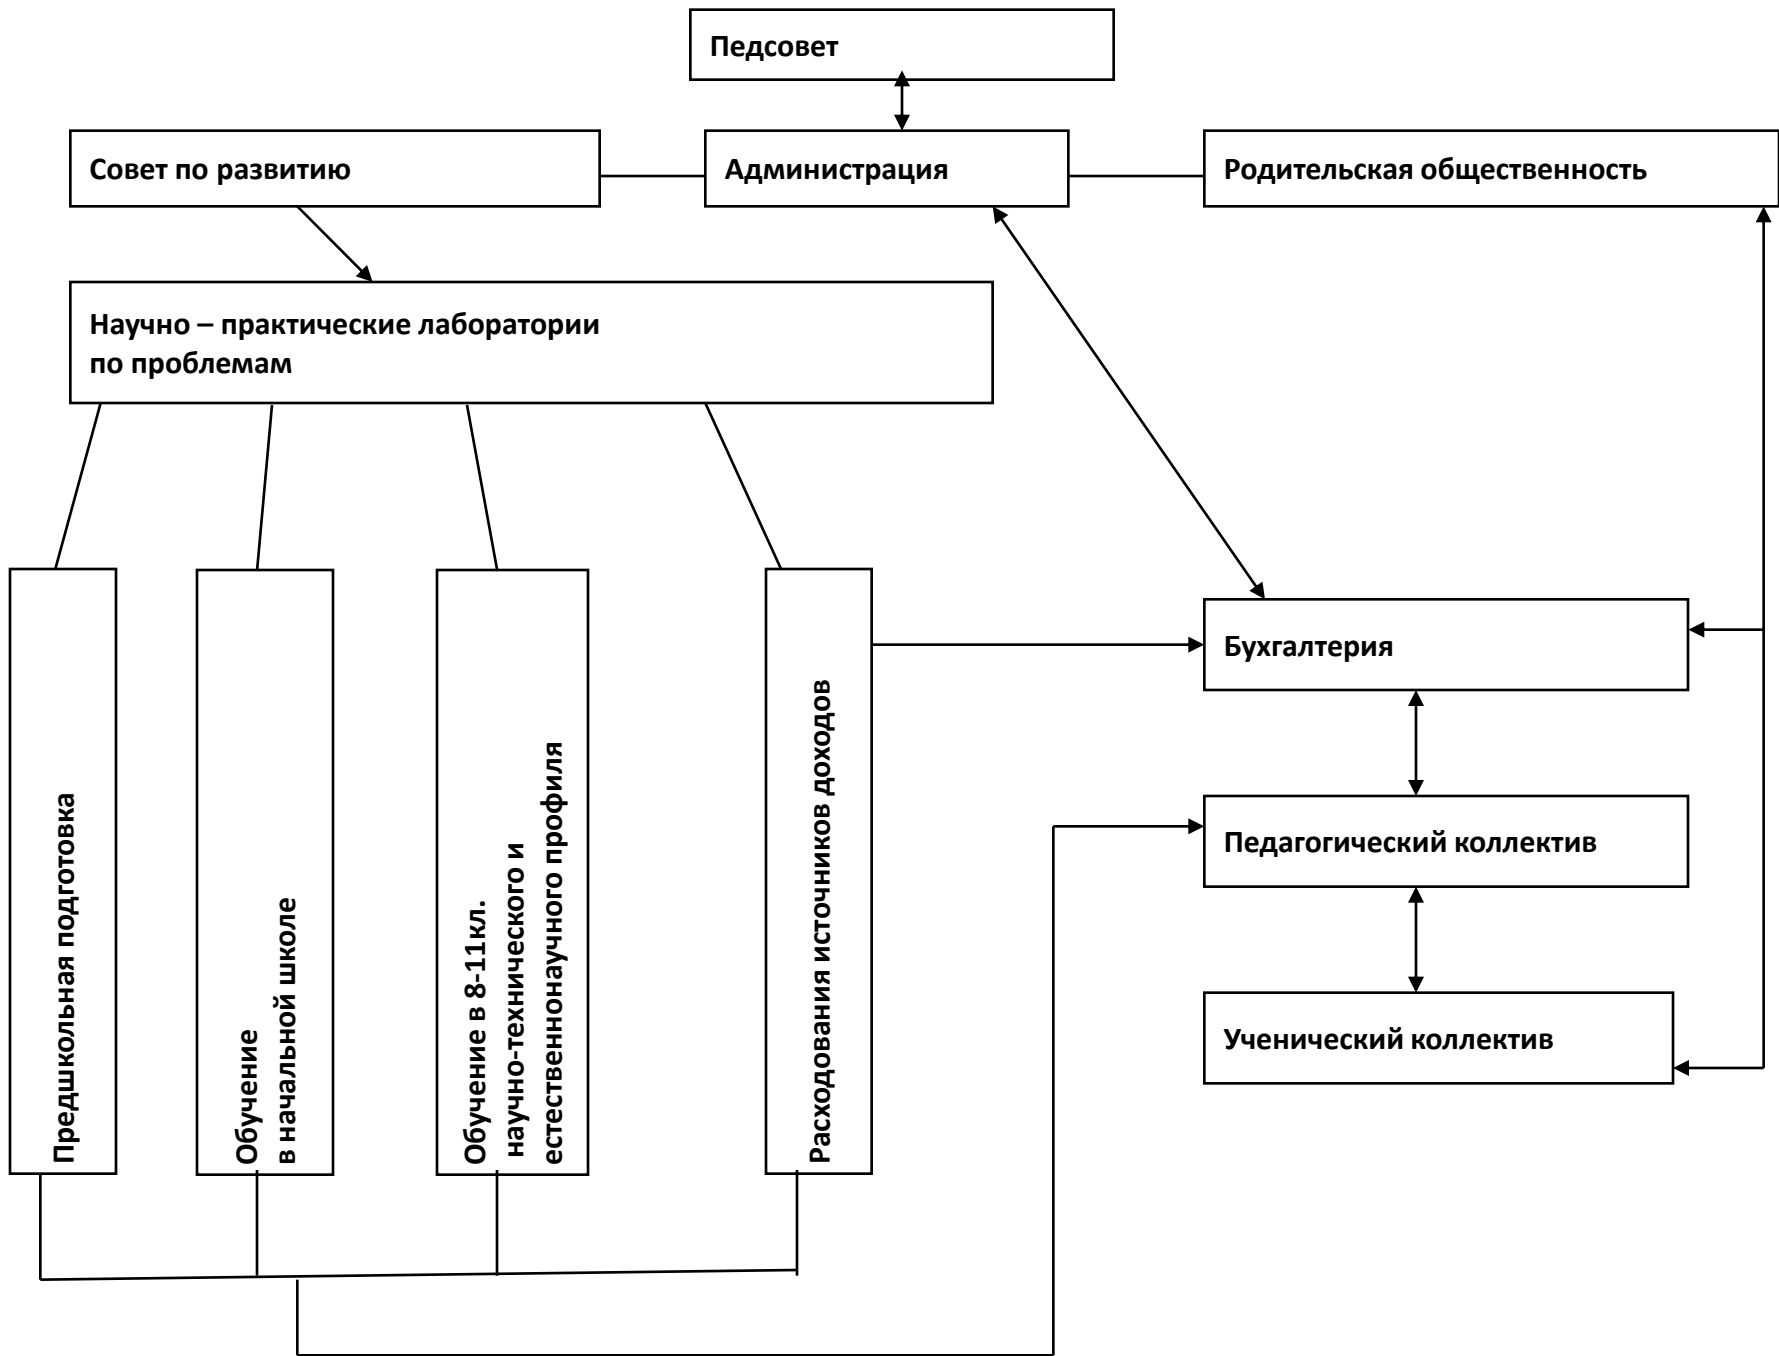 Педсовет
Совет по развитию
Администрация
Родительская общественность
Научно – практические лаборатории
по проблемам
Предшкольная подготовка
Обучение
в начальной школе
Обучение в 8-11кл.
научно-технического и
естественнонаучного профиля
Расходования источников доходов
Бухгалтерия
Педагогический коллектив
Ученический коллектив